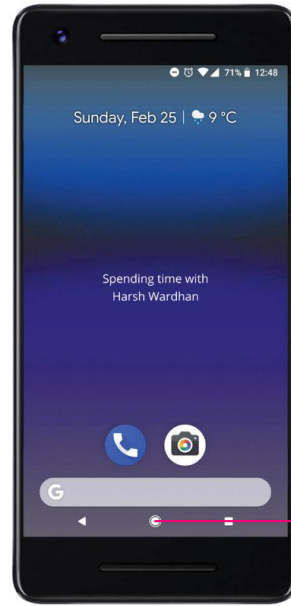 71% 12:48
Sunday, Feb 25 | 9 °C
Spending time with
Harsh Wardhan
G